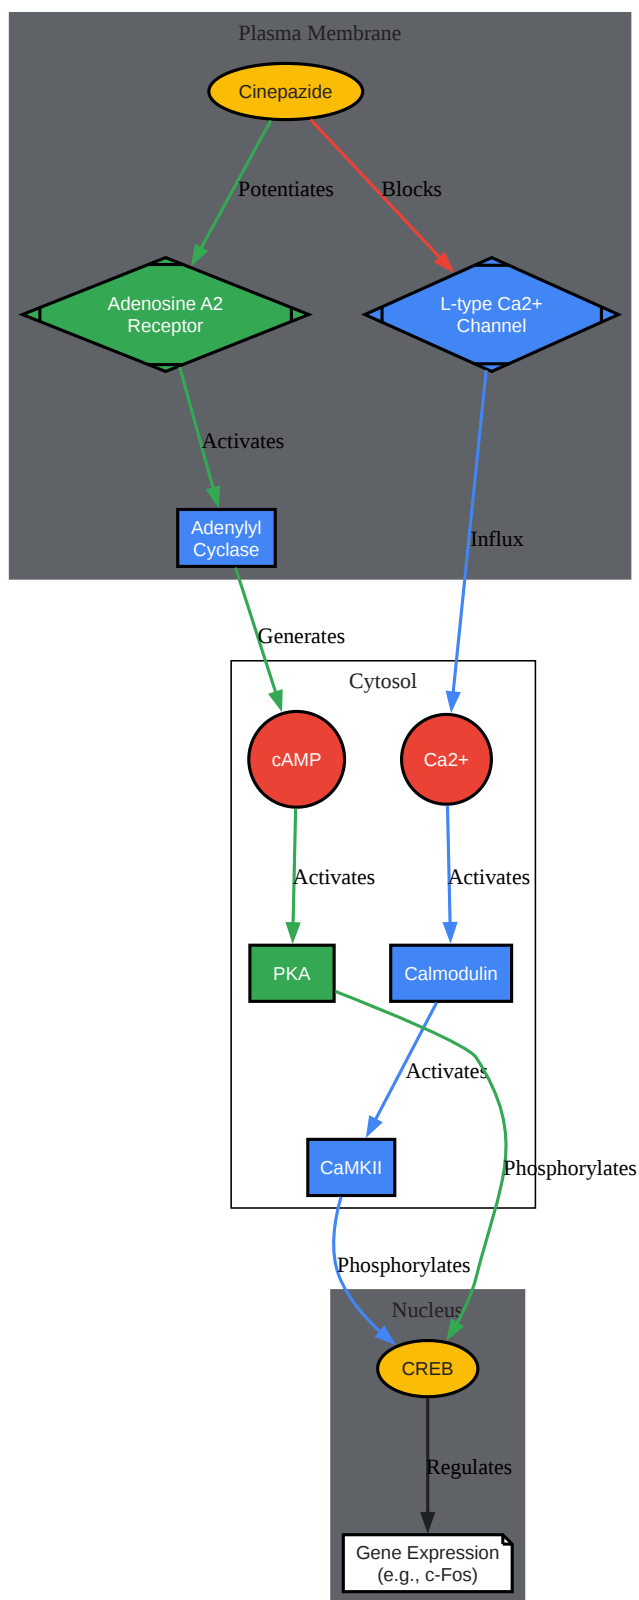 Plasma Membrane
Cinepazide
Potentiates
Blocks
Adenosine A2
Receptor
L-type Ca2+
Channel
Activates
Adenylyl
Cyclase
Influx
Generates
Cytosol
cAMP
Ca2+
Activates
Activates
PKA
Calmodulin
Activates
CaMKII
Phosphorylates
Phosphorylates
Nucleus
CREB
Regulates
Gene Expression
(e.g., c-Fos)